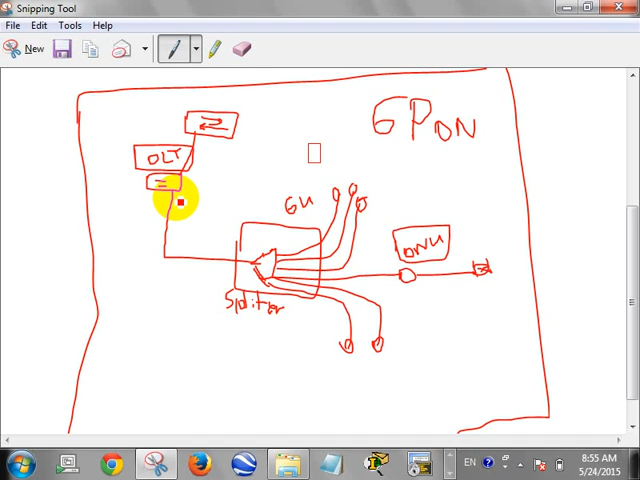 Snipping Tool
File Edit Tools Help
New
GPON
OLT
64
ONU
Splitter
EN
8:55 AM
5/24/2015